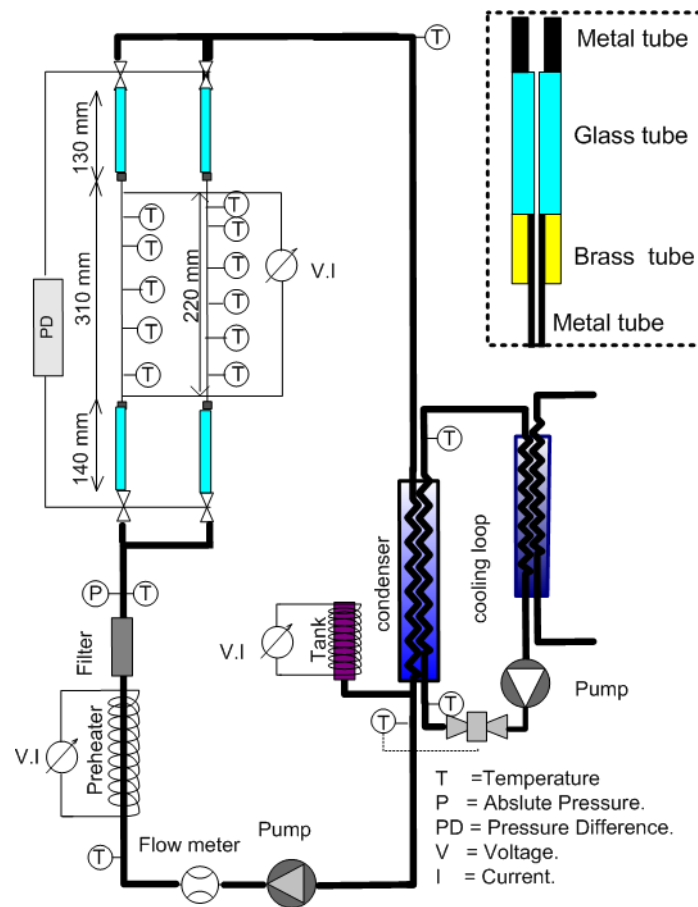 T
Metal tube
Glass tube
Brass tube
Metal tube
130 mm
310 mm
140 mm
220 mm
PD
T
T
T
T
T
T
T
T
T
T
T
V.I
T
condenser
cooling loop
P
T
Filter
V.I
Tank
Preheater
V.I
T
T
Pump
T
Flow meter
Pump
T =Temperature
P = Abslute Pressure.
PD = Pressure Difference.
V = Voltage.
I = Current.